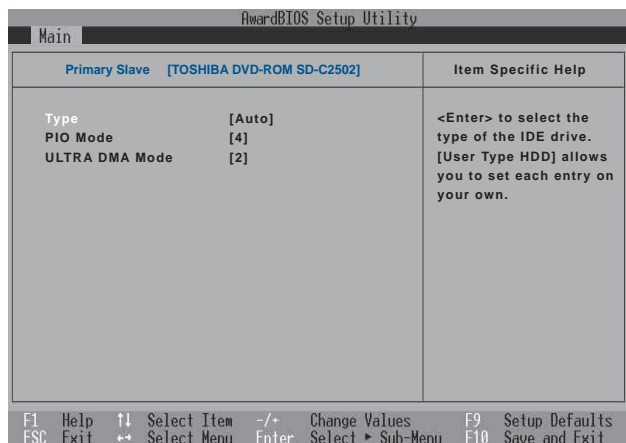 AwardBIOS Setup Utility
Main
Primary Slave [TOSHIBA DVD-ROM SD-C2502]
Item Specific Help
Type [Auto]
PIO Mode [4]
ULTRA DMA Mode [2]
<Enter> to select the
type of the IDE drive.
[User Type HDD] allows
you to set each entry on
your own.
F1 Help ↑↓ Select Item -/+ Change Values F9 Setup Defaults
ESC Exit ←→ Select Menu Enter Select ► Sub-Menu F10 Save and Exit